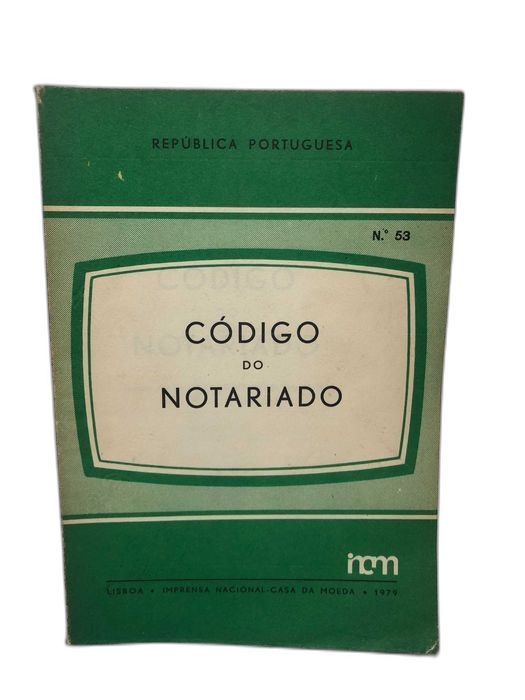 REPÚBLICA PORTUGUESA
N.º 53
CÓDIGO
DO
NOTARIADO
incm
LISBOA • IMPRENSA NACIONAL-CASA DA MOEDA • 1979